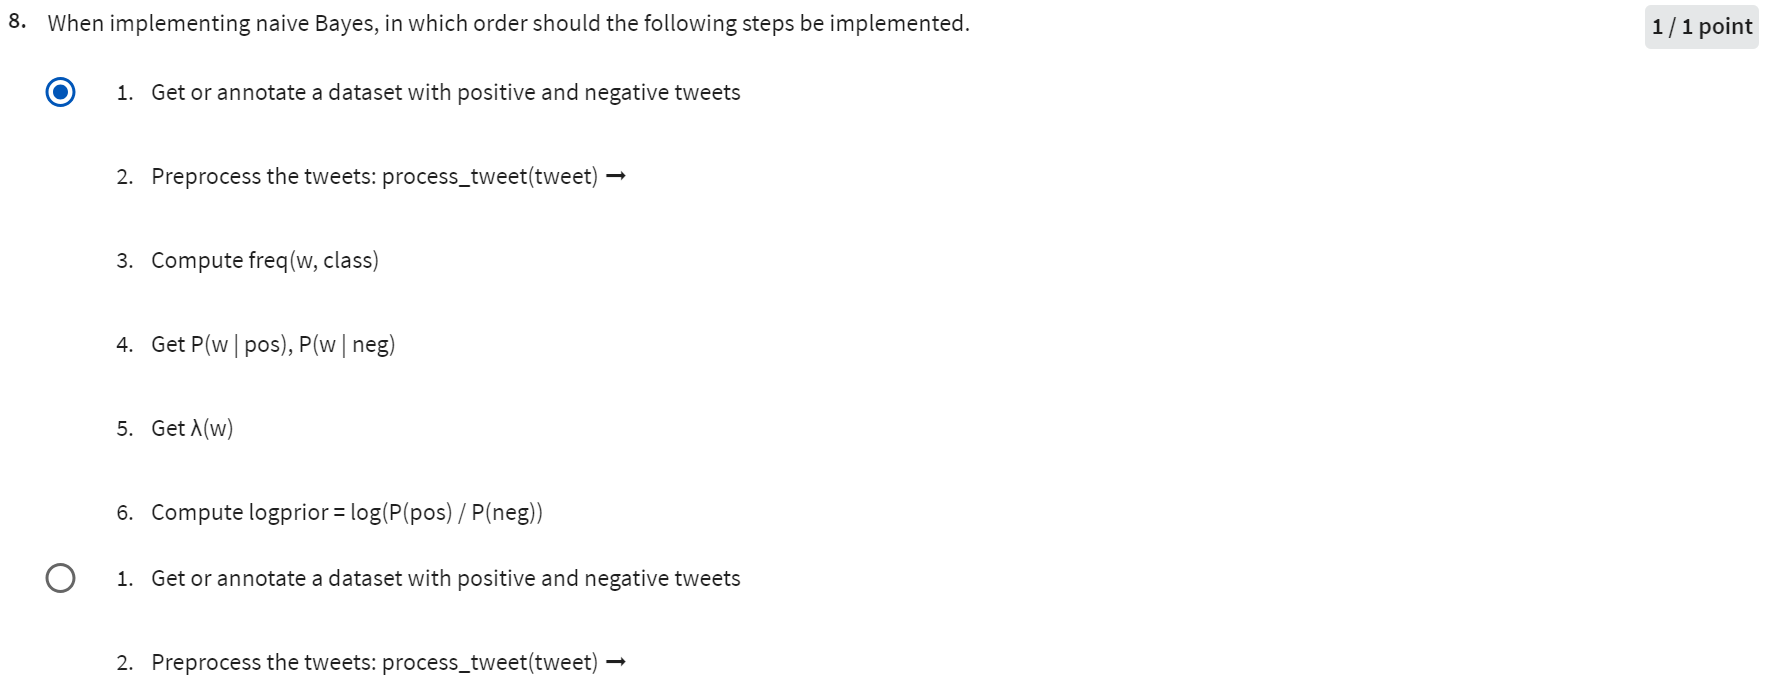 8. When implementing naive Bayes, in which order should the following steps be implemented.
1 / 1 point
1. Get or annotate a dataset with positive and negative tweets
2. Preprocess the tweets: process_tweet(tweet) ➞
3. Compute freq(w, class)
4. Get P(w | pos), P(w | neg)
5. Get λ(w)
6. Compute logprior = log(P(pos) / P(neg))
1. Get or annotate a dataset with positive and negative tweets
2. Preprocess the tweets: process_tweet(tweet) ➞